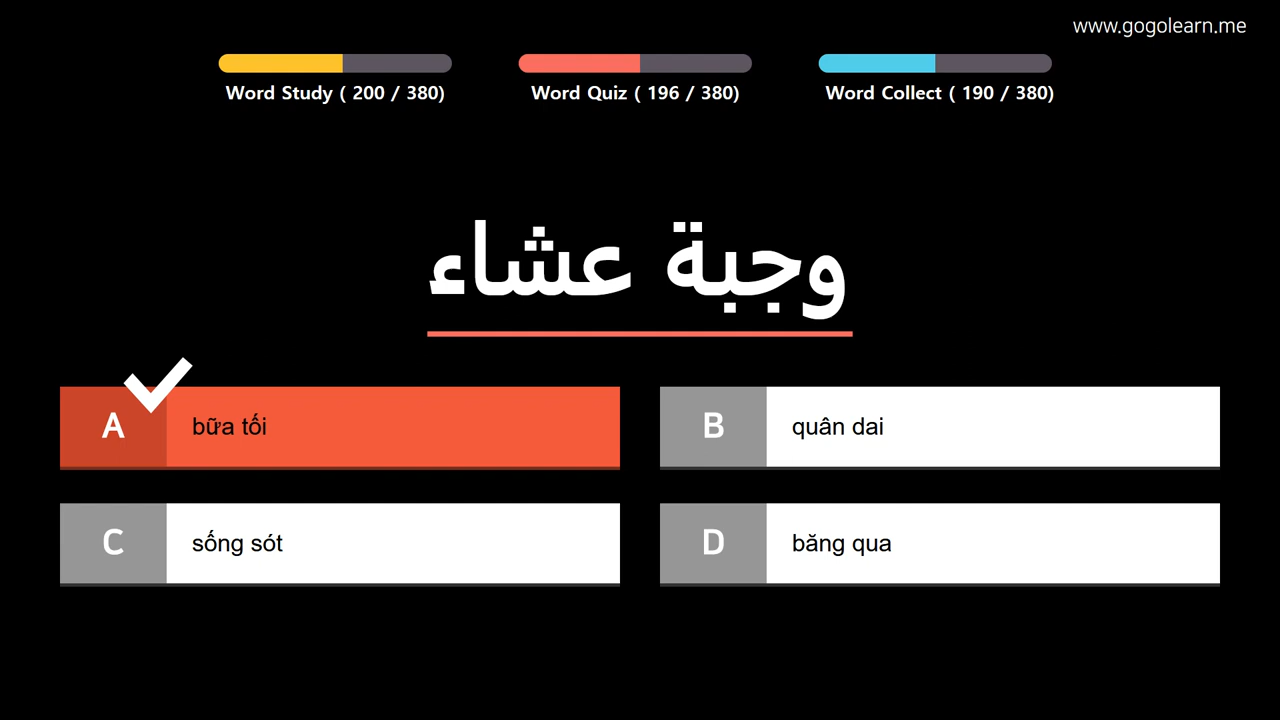 www.gogolearn.me
Word Study ( 200 / 380)
Word Quiz ( 196 / 380)
Word Collect ( 190 / 380)
وجبة عشاء
A bữa tối
B quân dai
C sống sót
D băng qua